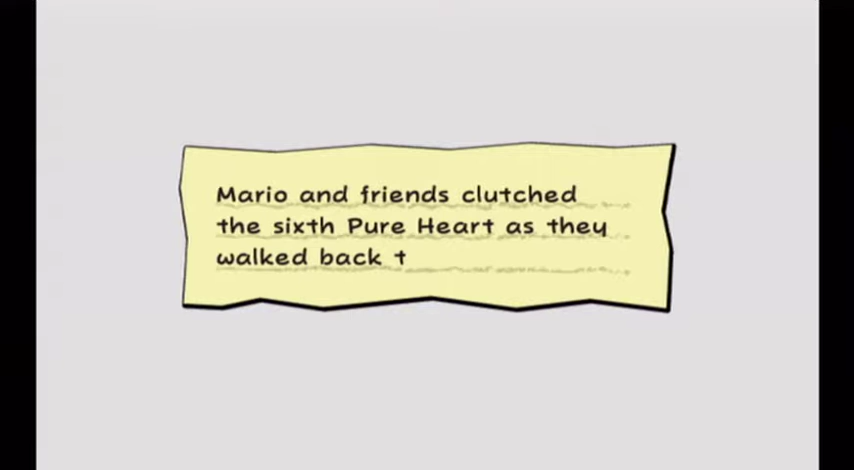 Mario and friends clutched
the sixth Pure Heart as they
walked back t